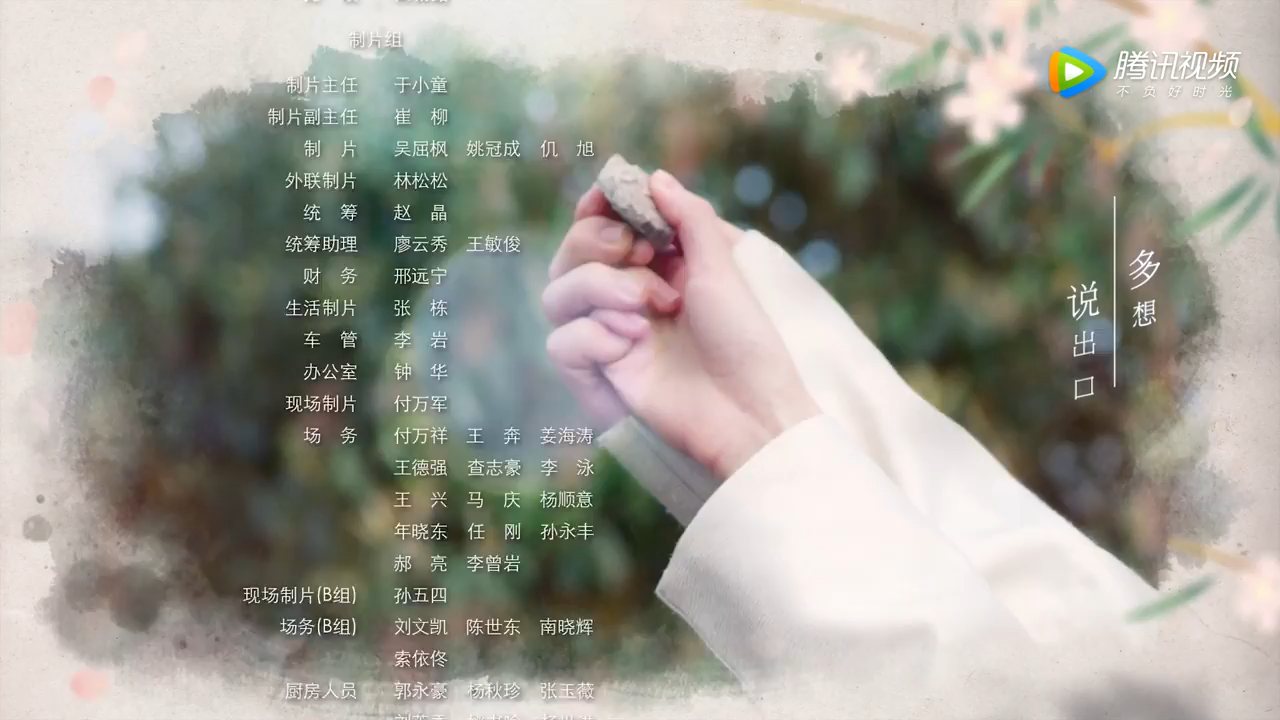 制片组
制片主任 于小童
制片副主任 崔 柳
制 片 吴屈枫 姚冠成 仉 旭
外联制片 林松松
统 筹 赵 晶
统筹助理 廖云秀 王敏俊
财 务 邢远宁
生活制片 张 栋
车 管 李 岩
办公室 钟 华
现场制片 付万军
场 务 付万祥 王 奔 姜海涛
王德强 查志豪 李 泳
王 兴 马 庆 杨顺意
年晓东 任 刚 孙永丰
郝 亮 李曾岩
现场制片(B组) 孙五四
场务(B组) 刘文凯 陈世东 南晓辉
索依佟
厨房人员 郭永豪 杨秋珍 张玉薇
腾讯视频
不负好时光
多想
说出口